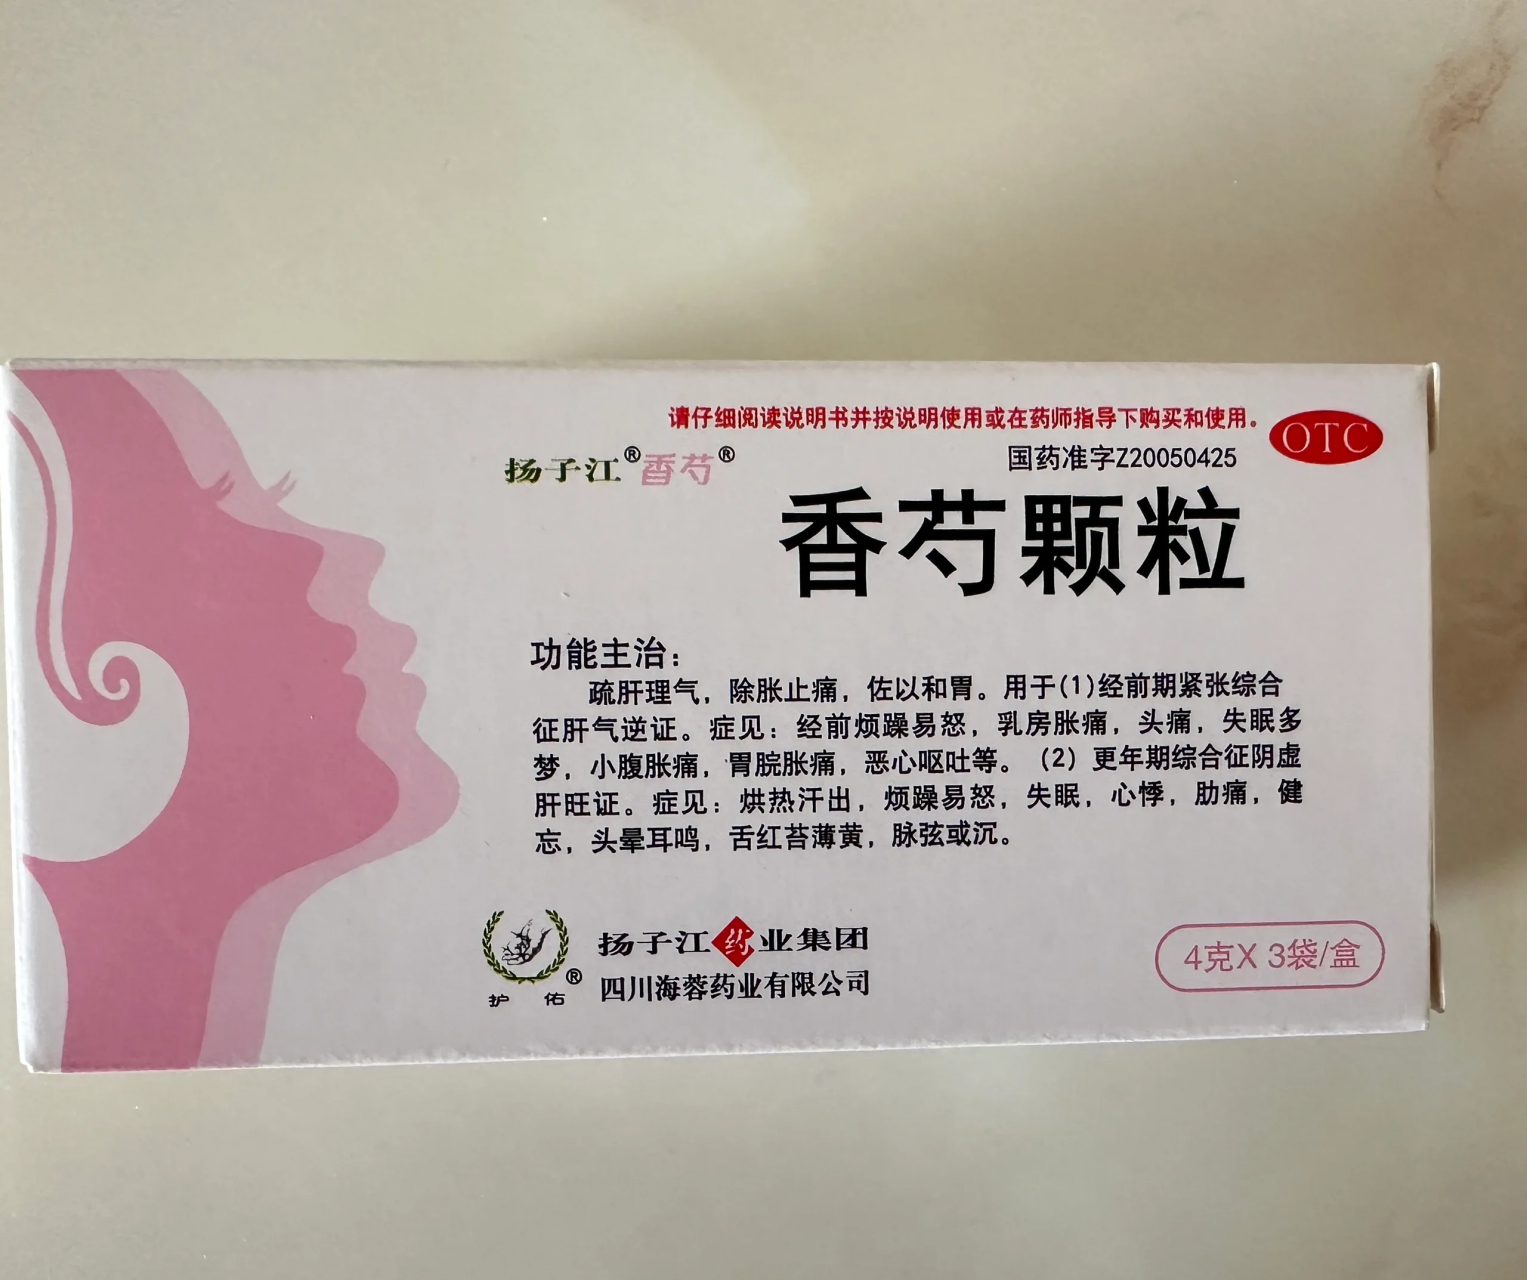 请仔细阅读说明书并按说明使用或在药师指导下购买和使用。
OTC
国药准字Z20050425
扬子江®香芍®
香芍颗粒
功能主治：
疏肝理气，除胀止痛，佐以和胃。用于(1)经前期紧张综合
征肝气逆证。症见：经前烦躁易怒，乳房胀痛，头痛，失眠多
梦，小腹胀痛，胃脘胀痛，恶心呕吐等。（2）更年期综合征阴虚
肝旺证。症见：烘热汗出，烦躁易怒，失眠，心悸，肋痛，健
忘，头晕耳鸣，舌红苔薄黄，脉弦或沉。
护佑®
扬子江药业集团
四川海蓉药业有限公司
4克X 3袋/盒